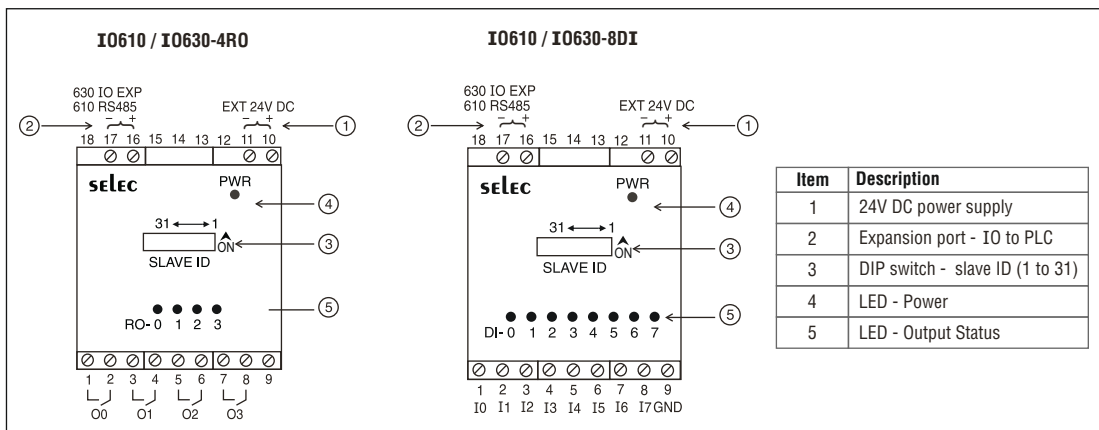 IO610 / IO630-4RO
630 IO EXP
610 RS485
EXT 24V DC
− +
− +
2
1
18 17 16 15 14 13 12 11 10
selec
PWR
4
31 1
ON
3
SLAVE ID
5
RO- 0 1 2 3
1 2 3 4 5 6 7 8 9
O0 O1 O2 O3
IO610 / IO630-8DI
630 IO EXP
610 RS485
EXT 24V DC
− +
− +
2
1
18 17 16 15 14 13 12 11 10
selec
PWR
4
31 1
ON
3
SLAVE ID
5
DI- 0 1 2 3 4 5 6 7
1 2 3 4 5 6 7 8 9
I0 I1 I2 I3 I4 I5 I6 I7 GND
Item Description
1 24V DC power supply
2 Expansion port - IO to PLC
3 DIP switch - slave ID (1 to 31)
4 LED - Power
5 LED - Output Status